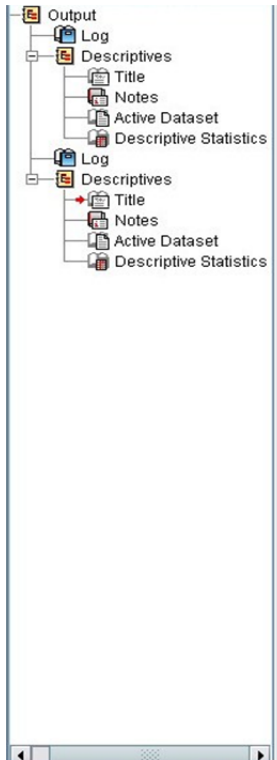 Output
Log
Descriptives
Title
Notes
Active Dataset
Descriptive Statistics
Log
Descriptives
Title
Notes
Active Dataset
Descriptive Statistics